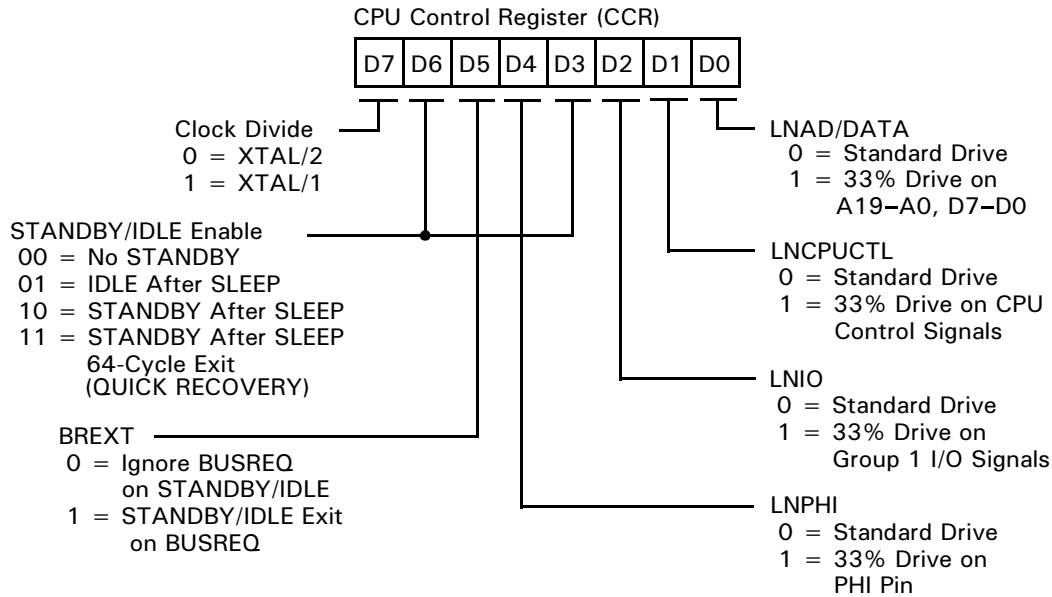 CPU Control Register (CCR)
D7 D6 D5 D4 D3 D2 D1 D0
Clock Divide
0 = XTAL/2
1 = XTAL/1
STANDBY/IDLE Enable
00 = No STANDBY
01 = IDLE After SLEEP
10 = STANDBY After SLEEP
11 = STANDBY After SLEEP
64-Cycle Exit
(QUICK RECOVERY)
BREXT
0 = Ignore BUSREQ
on STANDBY/IDLE
1 = STANDBY/IDLE Exit
on BUSREQ
LNAD/DATA
0 = Standard Drive
1 = 33% Drive on
A19–A0, D7–D0
LNCPUCTL
0 = Standard Drive
1 = 33% Drive on CPU
Control Signals
LNIO
0 = Standard Drive
1 = 33% Drive on
Group 1 I/O Signals
LNPHI
0 = Standard Drive
1 = 33% Drive on
PHI Pin